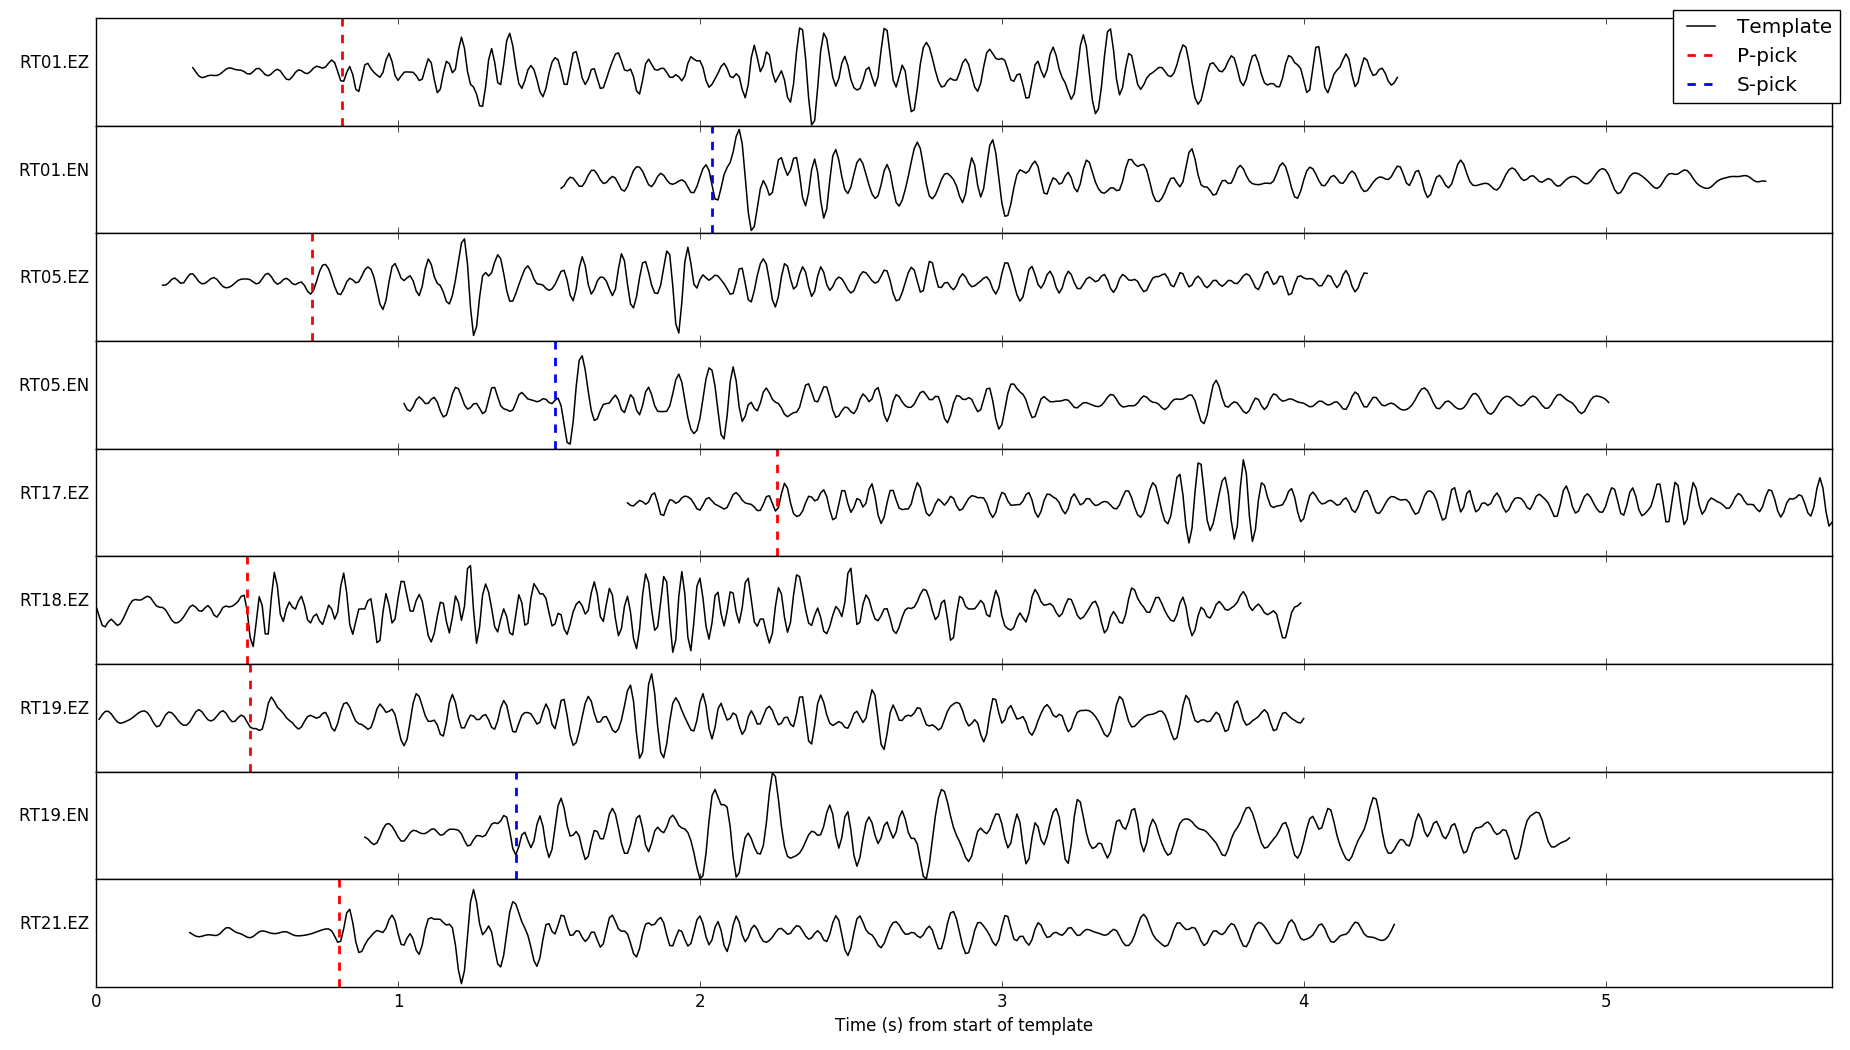 Template
P-pick
S-pick
RT01.EZ
RT01.EN
RT05.EZ
RT05.EN
RT17.EZ
RT18.EZ
RT19.EZ
RT19.EN
RT21.EZ
0 1 2 3 4 5
Time (s) from start of template